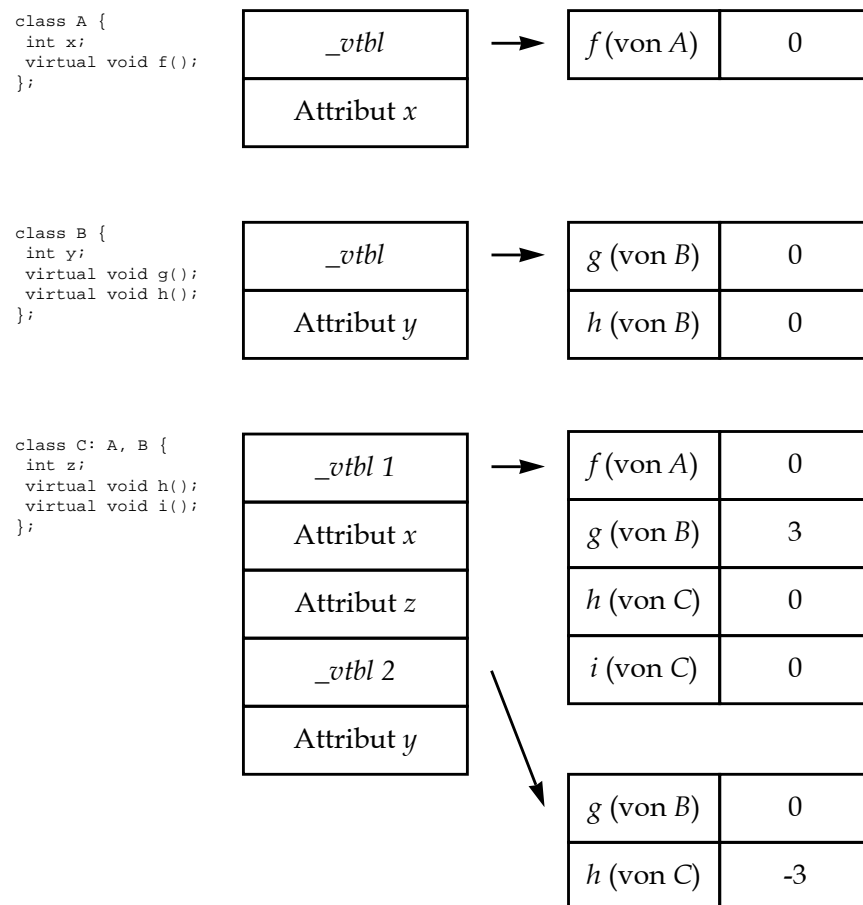 class A {
int x;
virtual void f();
};
_vtbl
f (von A) 0
Attribut x
class B {
int y;
virtual void g();
virtual void h();
};
_vtbl
g (von B) 0
Attribut y
h (von B) 0
class C: A, B {
int z;
virtual void h();
virtual void i();
};
_vtbl 1
f (von A) 0
Attribut x
g (von B) 3
Attribut z
h (von C) 0
_vtbl 2
i (von C) 0
Attribut y
g (von B) 0
h (von C) -3